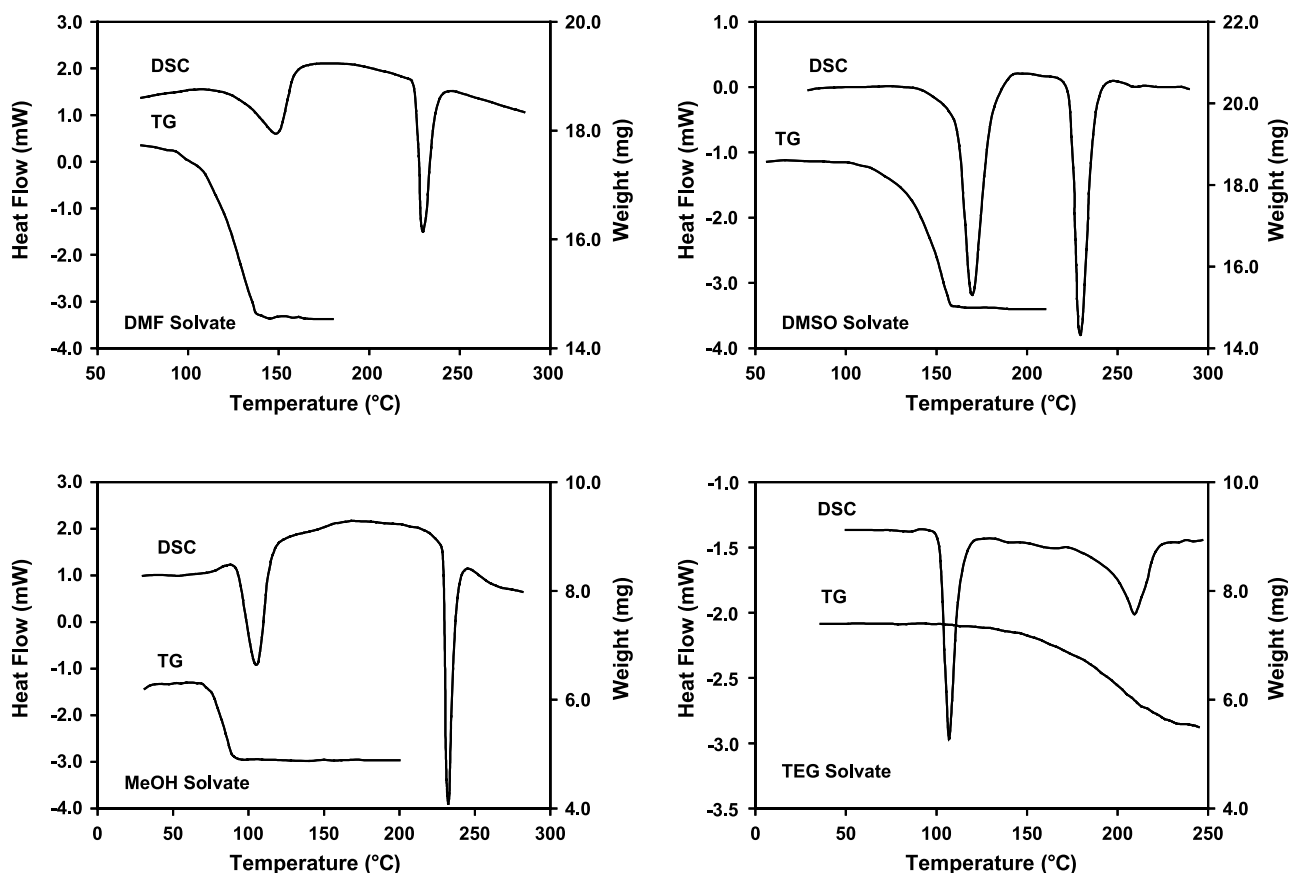 3.0
2.0
1.0
0.0
-1.0
-2.0
-3.0
-4.0
Heat Flow (mW)
DSC
TG
DMF Solvate
20.0
18.0
16.0
14.0
Weight (mg)
50 100 150 200 250 300
Temperature (°C)
1.0
0.0
-1.0
-2.0
-3.0
-4.0
Heat Flow (mW)
DSC
TG
DMSO Solvate
22.0
20.0
18.0
16.0
14.0
Weight (mg)
50 100 150 200 250 300
Temperature (°C)
3.0
2.0
1.0
0.0
-1.0
-2.0
-3.0
-4.0
Heat Flow (mW)
DSC
TG
MeOH Solvate
10.0
8.0
6.0
4.0
Weight (mg)
0 50 100 150 200 250 300
Temperature (°C)
-1.0
-1.5
-2.0
-2.5
-3.0
-3.5
Heat Flow (mW)
DSC
TG
TEG Solvate
10.0
8.0
6.0
4.0
Weight (mg)
0 50 100 150 200 250
Temperature (°C)